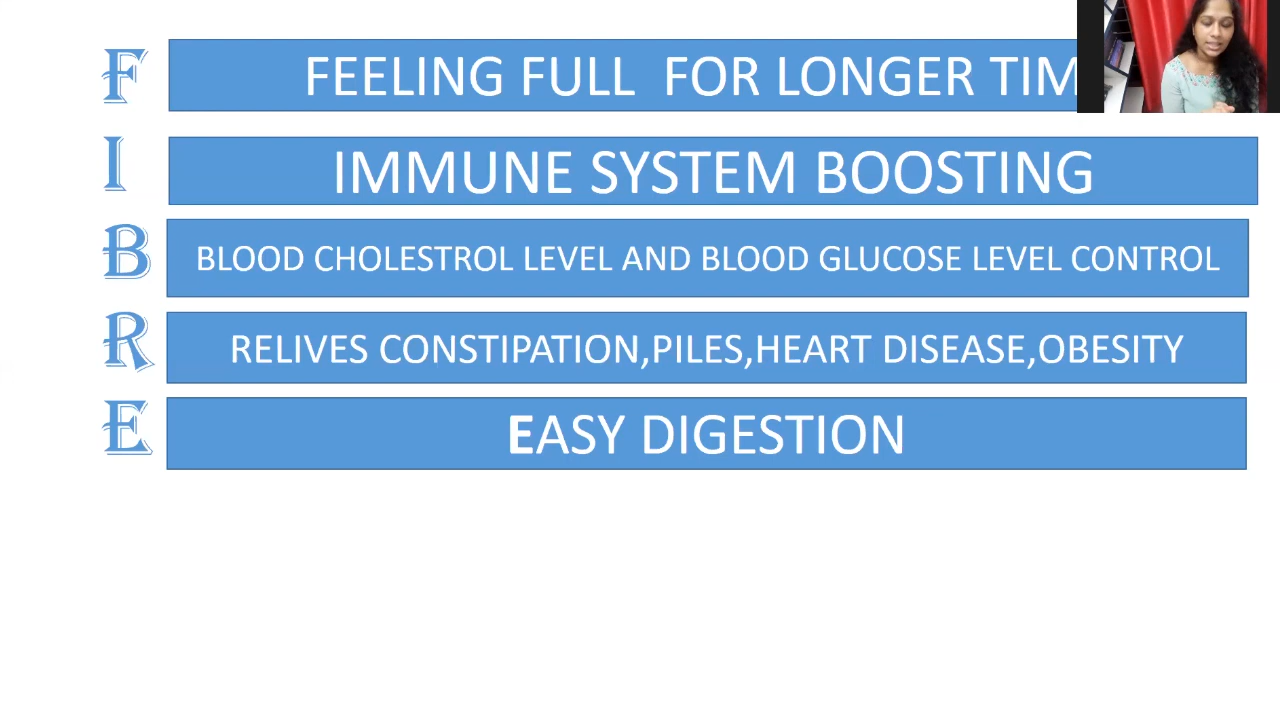 F FEELING FULL FOR LONGER TIM
I IMMUNE SYSTEM BOOSTING
B BLOOD CHOLESTROL LEVEL AND BLOOD GLUCOSE LEVEL CONTROL
R RELIVES CONSTIPATION,PILES,HEART DISEASE,OBESITY
E EASY DIGESTION